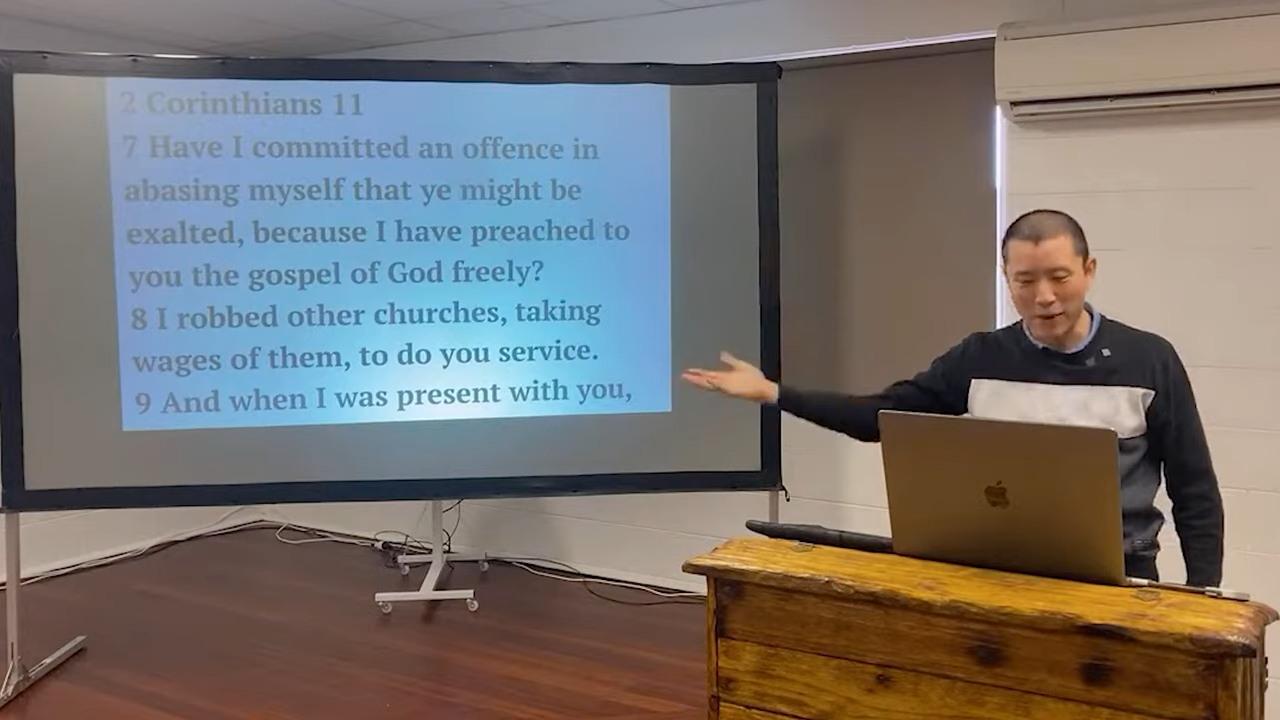 2 Corinthians 11
7 Have I committed an offence in
abasing myself that ye might be
exalted, because I have preached to
you the gospel of God freely?
8 I robbed other churches, taking
wages of them, to do you service.
9 And when I was present with you,